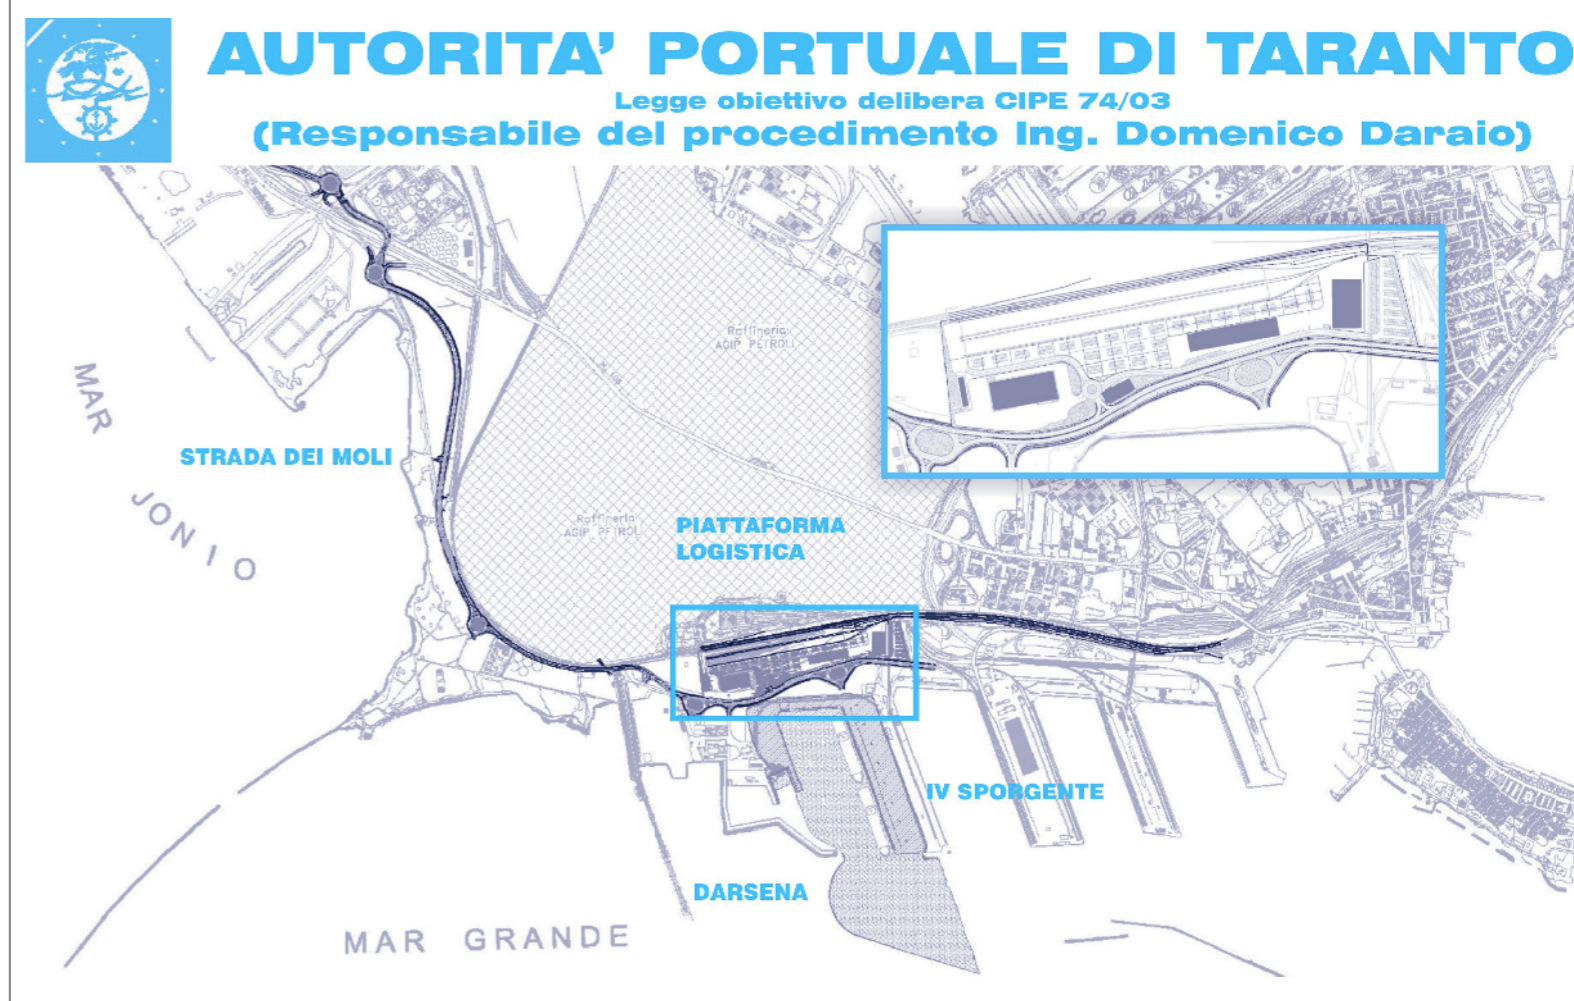 AUTORITA' PORTUALE DI TARANTO
Legge obiettivo delibera CIPE 74/03
(Responsabile del procedimento Ing. Domenico Daraio)
Raffineria
AGIP PETROLI
MAR
JONIO
STRADA DEI MOLI
Raffineria
AGIP PETROLI
PIATTAFORMA
LOGISTICA
IV SPORGENTE
DARSENA
MAR GRANDE